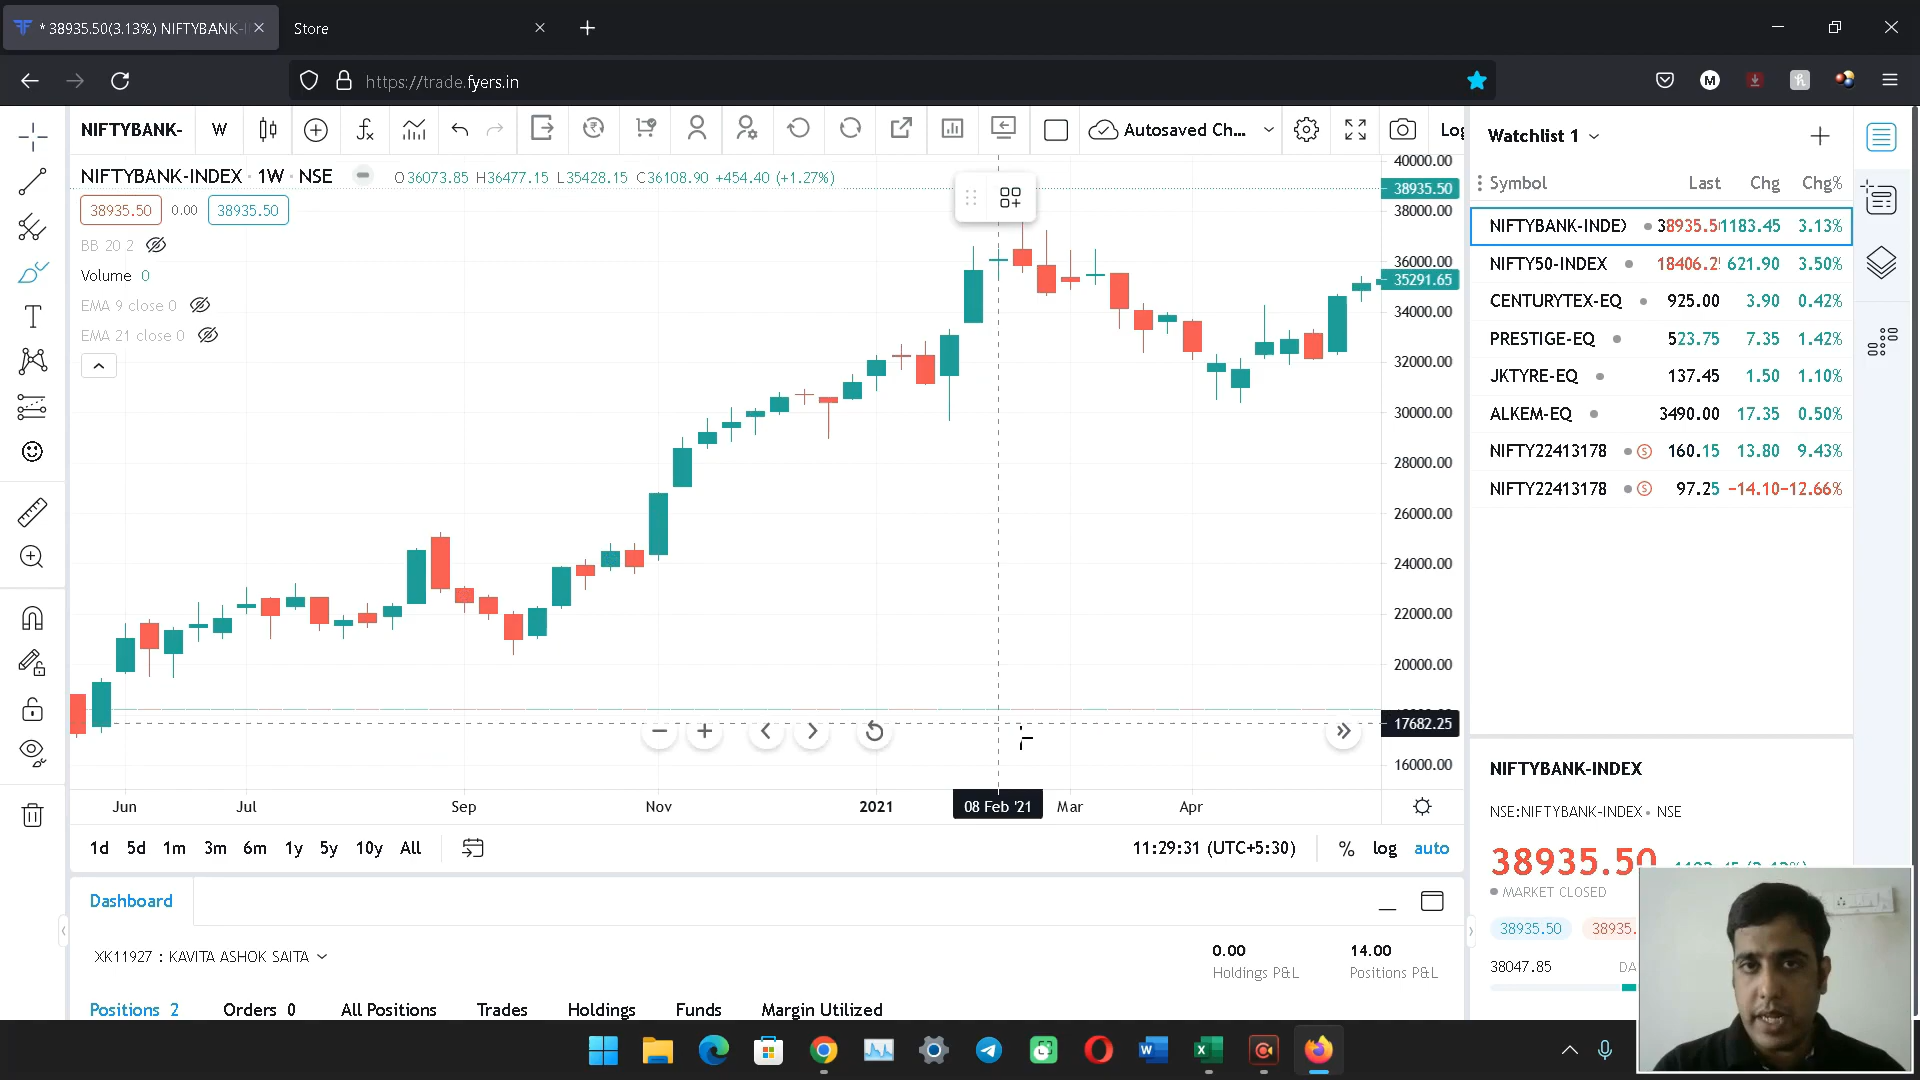 * 38935.50(3.13%) NIFTYBANK-I
Store
https://trade.fyers.in
M
NIFTYBANK-
W
Autosaved Ch...
Log
NIFTYBANK-INDEX · 1W · NSE
O36073.85 H36477.15 L35428.15 C36108.90 +454.40 (+1.27%)
38935.50 0.00 38935.50
BB 20 2
Volume 0
EMA 9 close 0
EMA 21 close 0
40000.00
38935.50
38000.00
36000.00
35291.65
34000.00
32000.00
30000.00
28000.00
26000.00
24000.00
22000.00
20000.00
17682.25
16000.00
Jun Jul Sep Nov 2021 08 Feb '21 Mar Apr
1d 5d 1m 3m 6m 1y 5y 10y All
11:29:31 (UTC+5:30) % log auto
Dashboard
XK11927 : KAVITA ASHOK SAITA
0.00 14.00
Holdings P&L Positions P&L
Positions 2 Orders 0 All Positions Trades Holdings Funds Margin Utilized
Watchlist 1
Symbol Last Chg Chg%
NIFTYBANK-INDEX 38935.50 1183.45 3.13%
NIFTY50-INDEX 18406.2 621.90 3.50%
CENTURYTEX-EQ 925.00 3.90 0.42%
PRESTIGE-EQ 523.75 7.35 1.42%
JKTYRE-EQ 137.45 1.50 1.10%
ALKEM-EQ 3490.00 17.35 0.50%
NIFTY22413178 S 160.15 13.80 9.43%
NIFTY22413178 S 97.25 −14.10 −12.66%
NIFTYBANK-INDEX
NSE:NIFTYBANK-INDEX • NSE
38935.50
MARKET CLOSED
38935.50 38935.
38047.85 DA